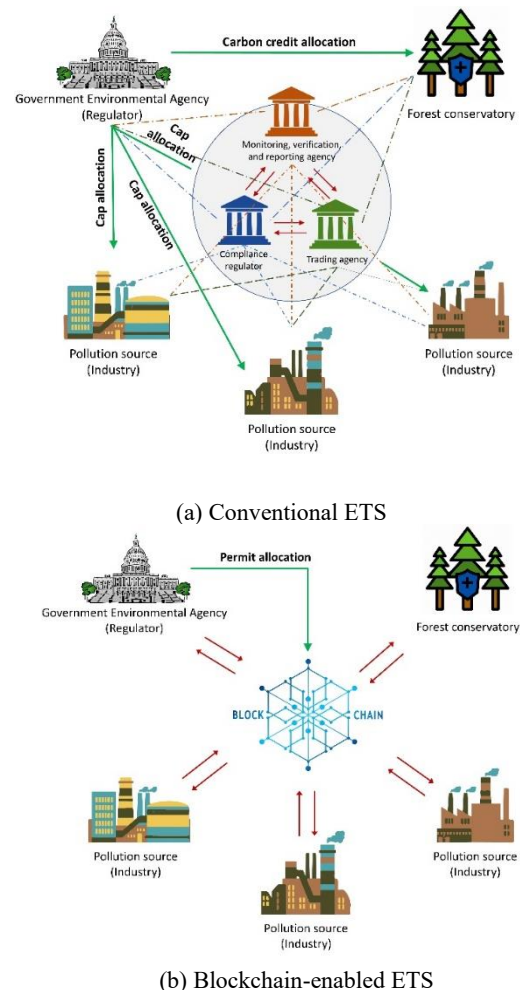 Carbon credit allocation
Government Environmental Agency
(Regulator)
Forest conservatory
Cap
allocation
Cap allocation
Cap allocation
Monitoring, verification,
and reporting agency
Compliance
regulator
Trading agency
Pollution source
(Industry)
Pollution source
(Industry)
Pollution source
(Industry)
(a) Conventional ETS
Permit allocation
Government Environmental Agency
(Regulator)
Forest conservatory
BLOCK CHAIN
Pollution source
(Industry)
Pollution source
(Industry)
Pollution source
(Industry)
(b) Blockchain-enabled ETS